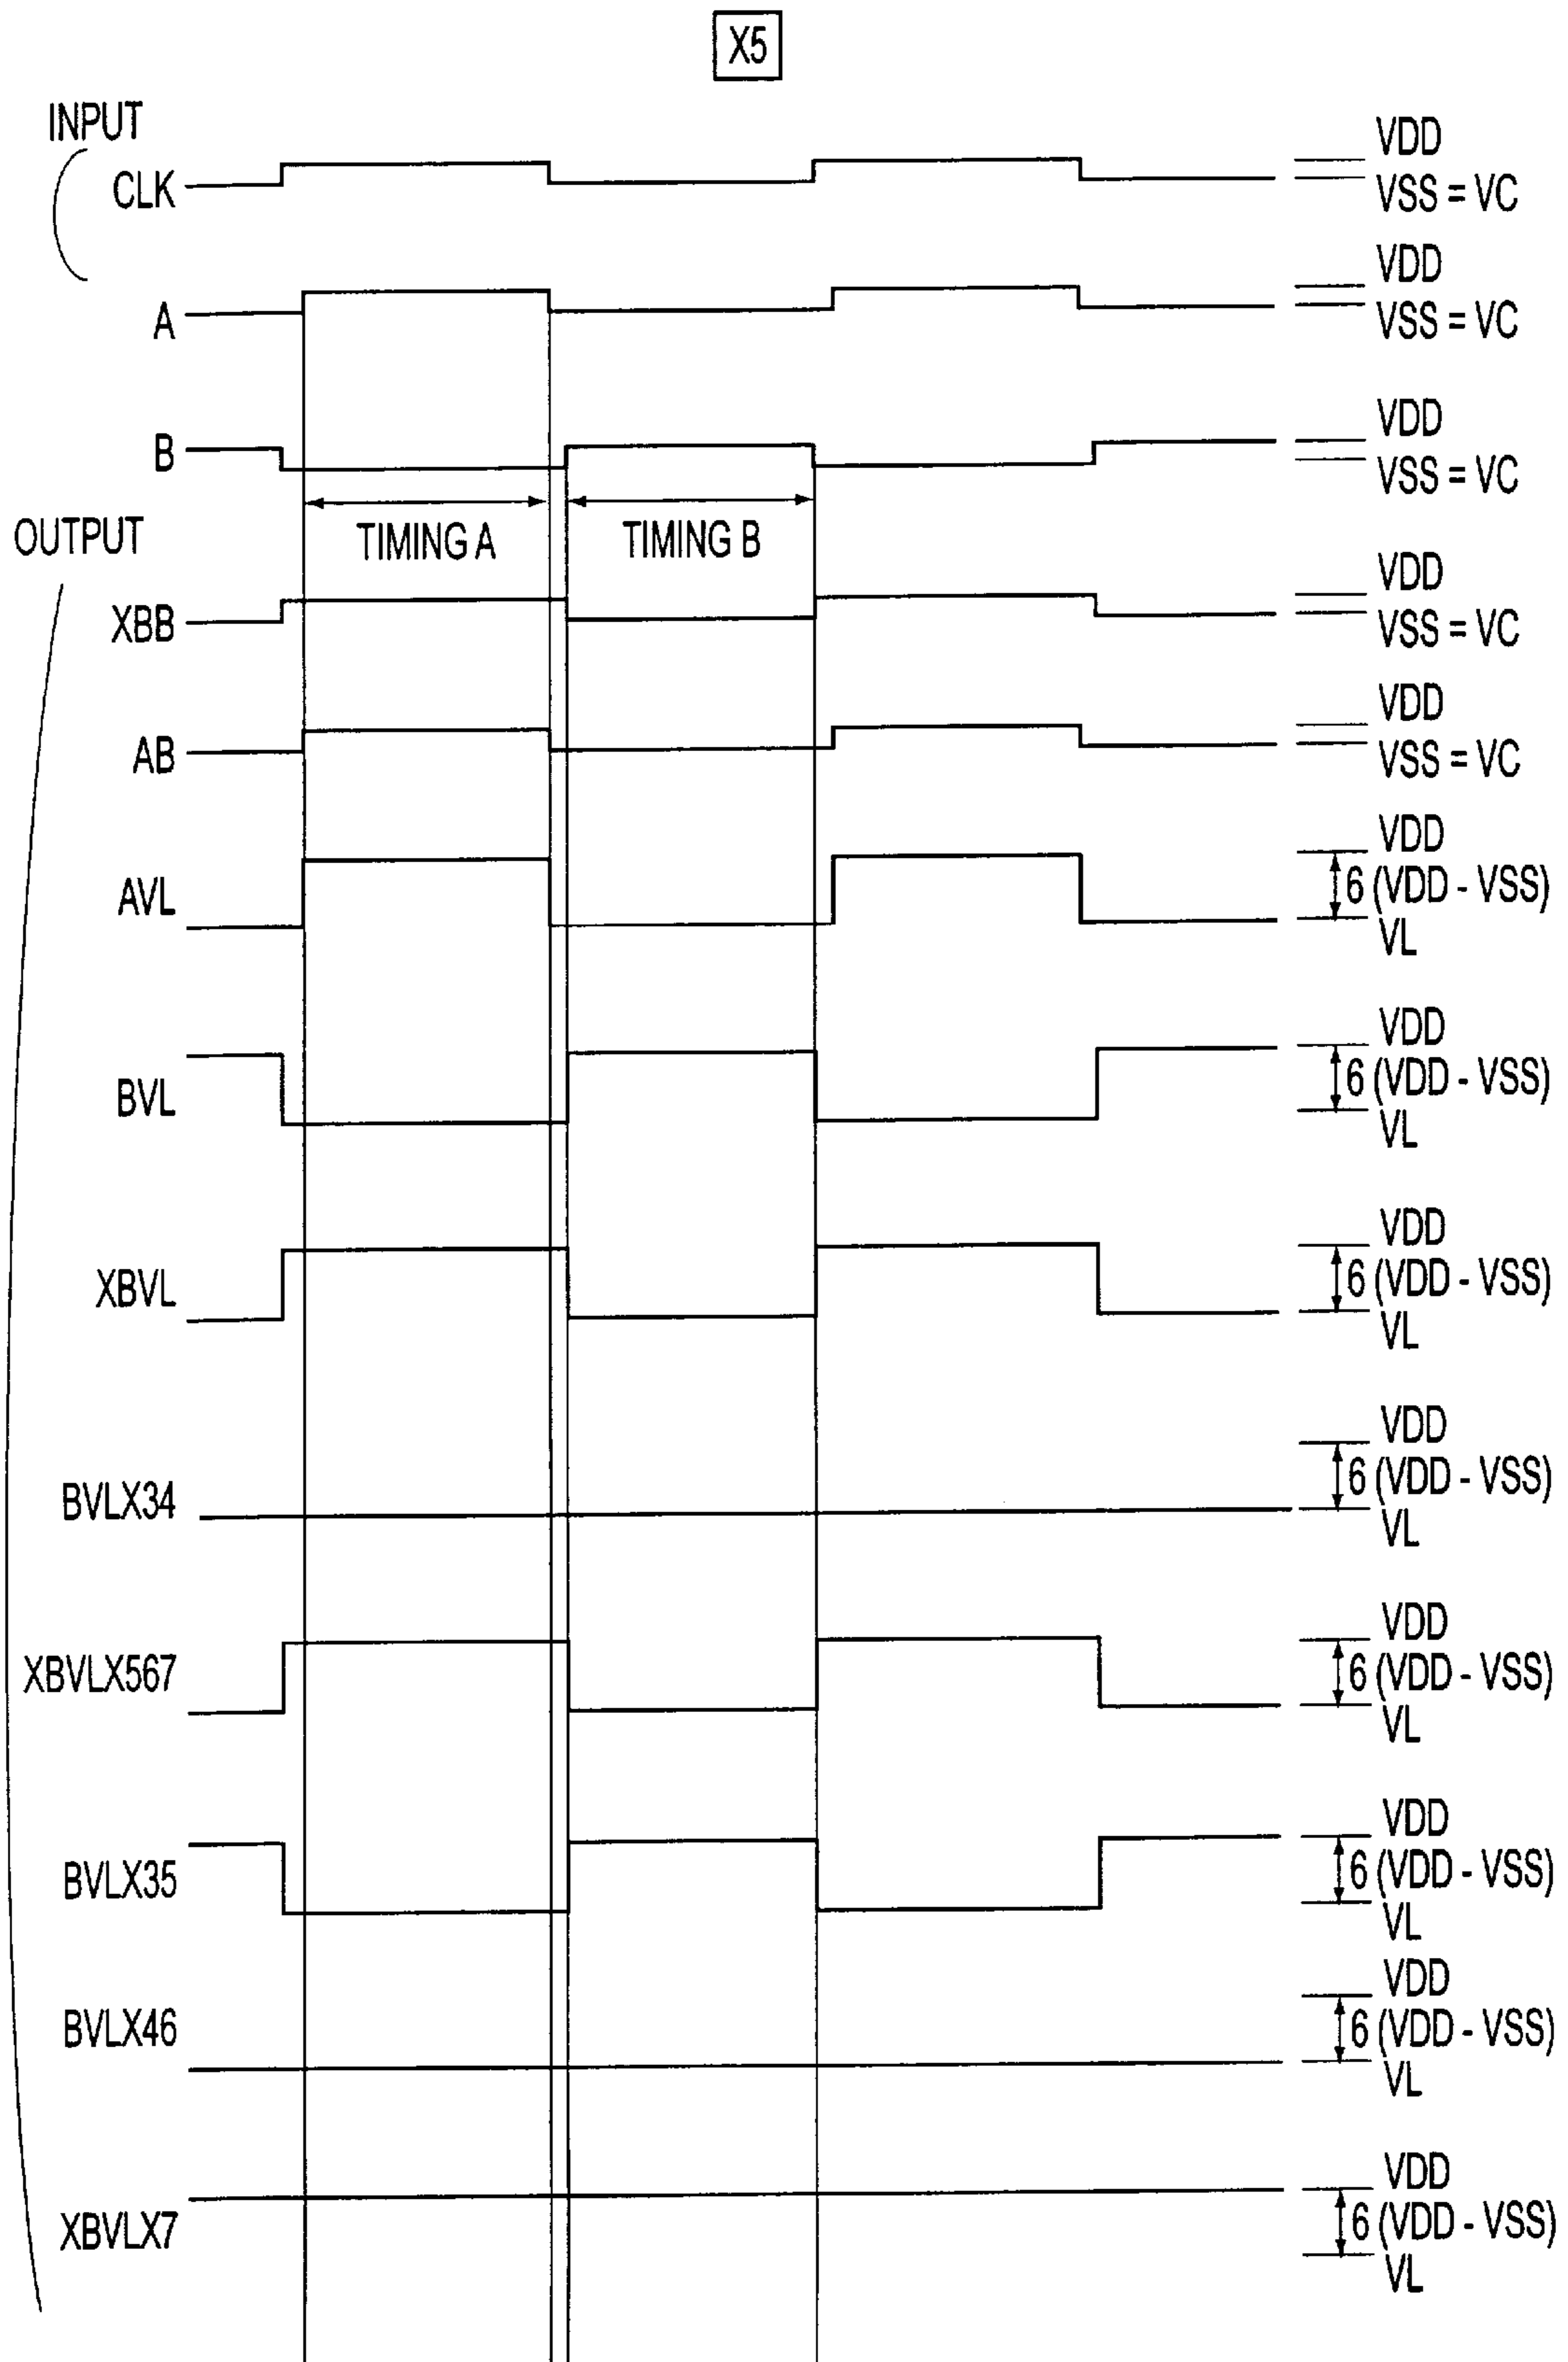 X5
INPUT
CLK
VDD
VSS = VC
A
VDD
VSS = VC
B
VDD
VSS = VC
TIMING A
TIMING B
OUTPUT
XBB
VDD
VSS = VC
AB
VDD
VSS = VC
AVL
VDD
6 (VDD - VSS)
VL
BVL
VDD
6 (VDD - VSS)
VL
XBVL
VDD
6 (VDD - VSS)
VL
BVLX34
VDD
6 (VDD - VSS)
VL
XBVLX567
VDD
6 (VDD - VSS)
VL
BVLX35
VDD
6 (VDD - VSS)
VL
BVLX46
VDD
6 (VDD - VSS)
VL
XBVLX7
VDD
6 (VDD - VSS)
VL